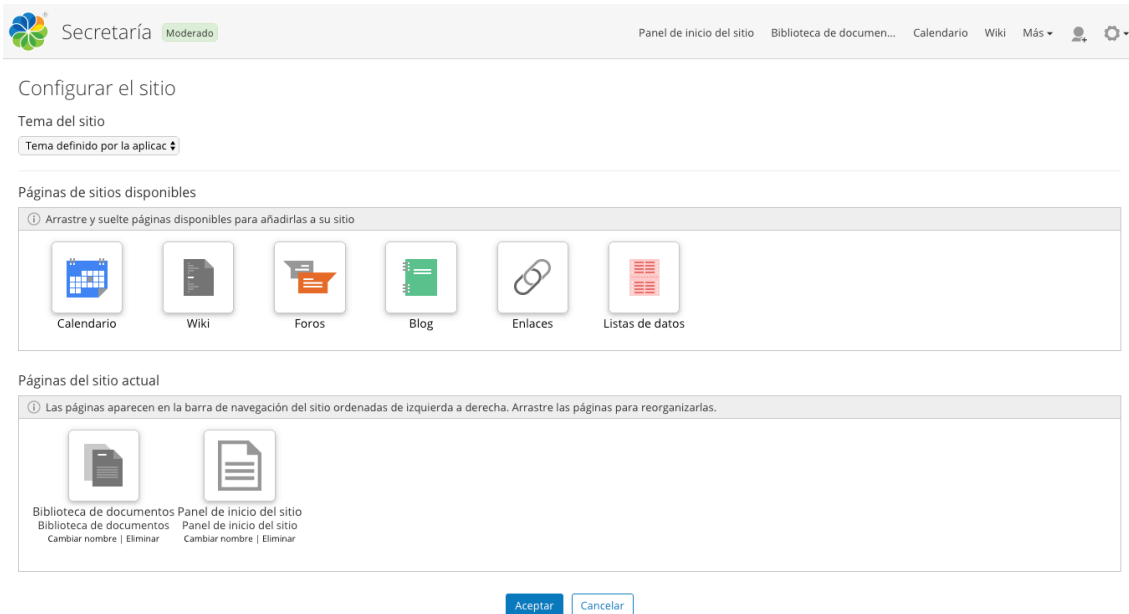 Secretaría Moderado Panel de inicio del sitio Biblioteca de documen... Calendario Wiki Más
Configurar el sitio
Tema del sitio
Tema definido por la aplicac
Páginas de sitios disponibles
Arrastre y suelte páginas disponibles para añadirlas a su sitio
Calendario Wiki Foros Blog Enlaces Listas de datos
Páginas del sitio actual
Las páginas aparecen en la barra de navegación del sitio ordenadas de izquierda a derecha. Arrastre las páginas para reorganizarlas.
Biblioteca de documentos Panel de inicio del sitio
Biblioteca de documentos Panel de inicio del sitio
Cambiar nombre | Eliminar Cambiar nombre | Eliminar
Aceptar Cancelar